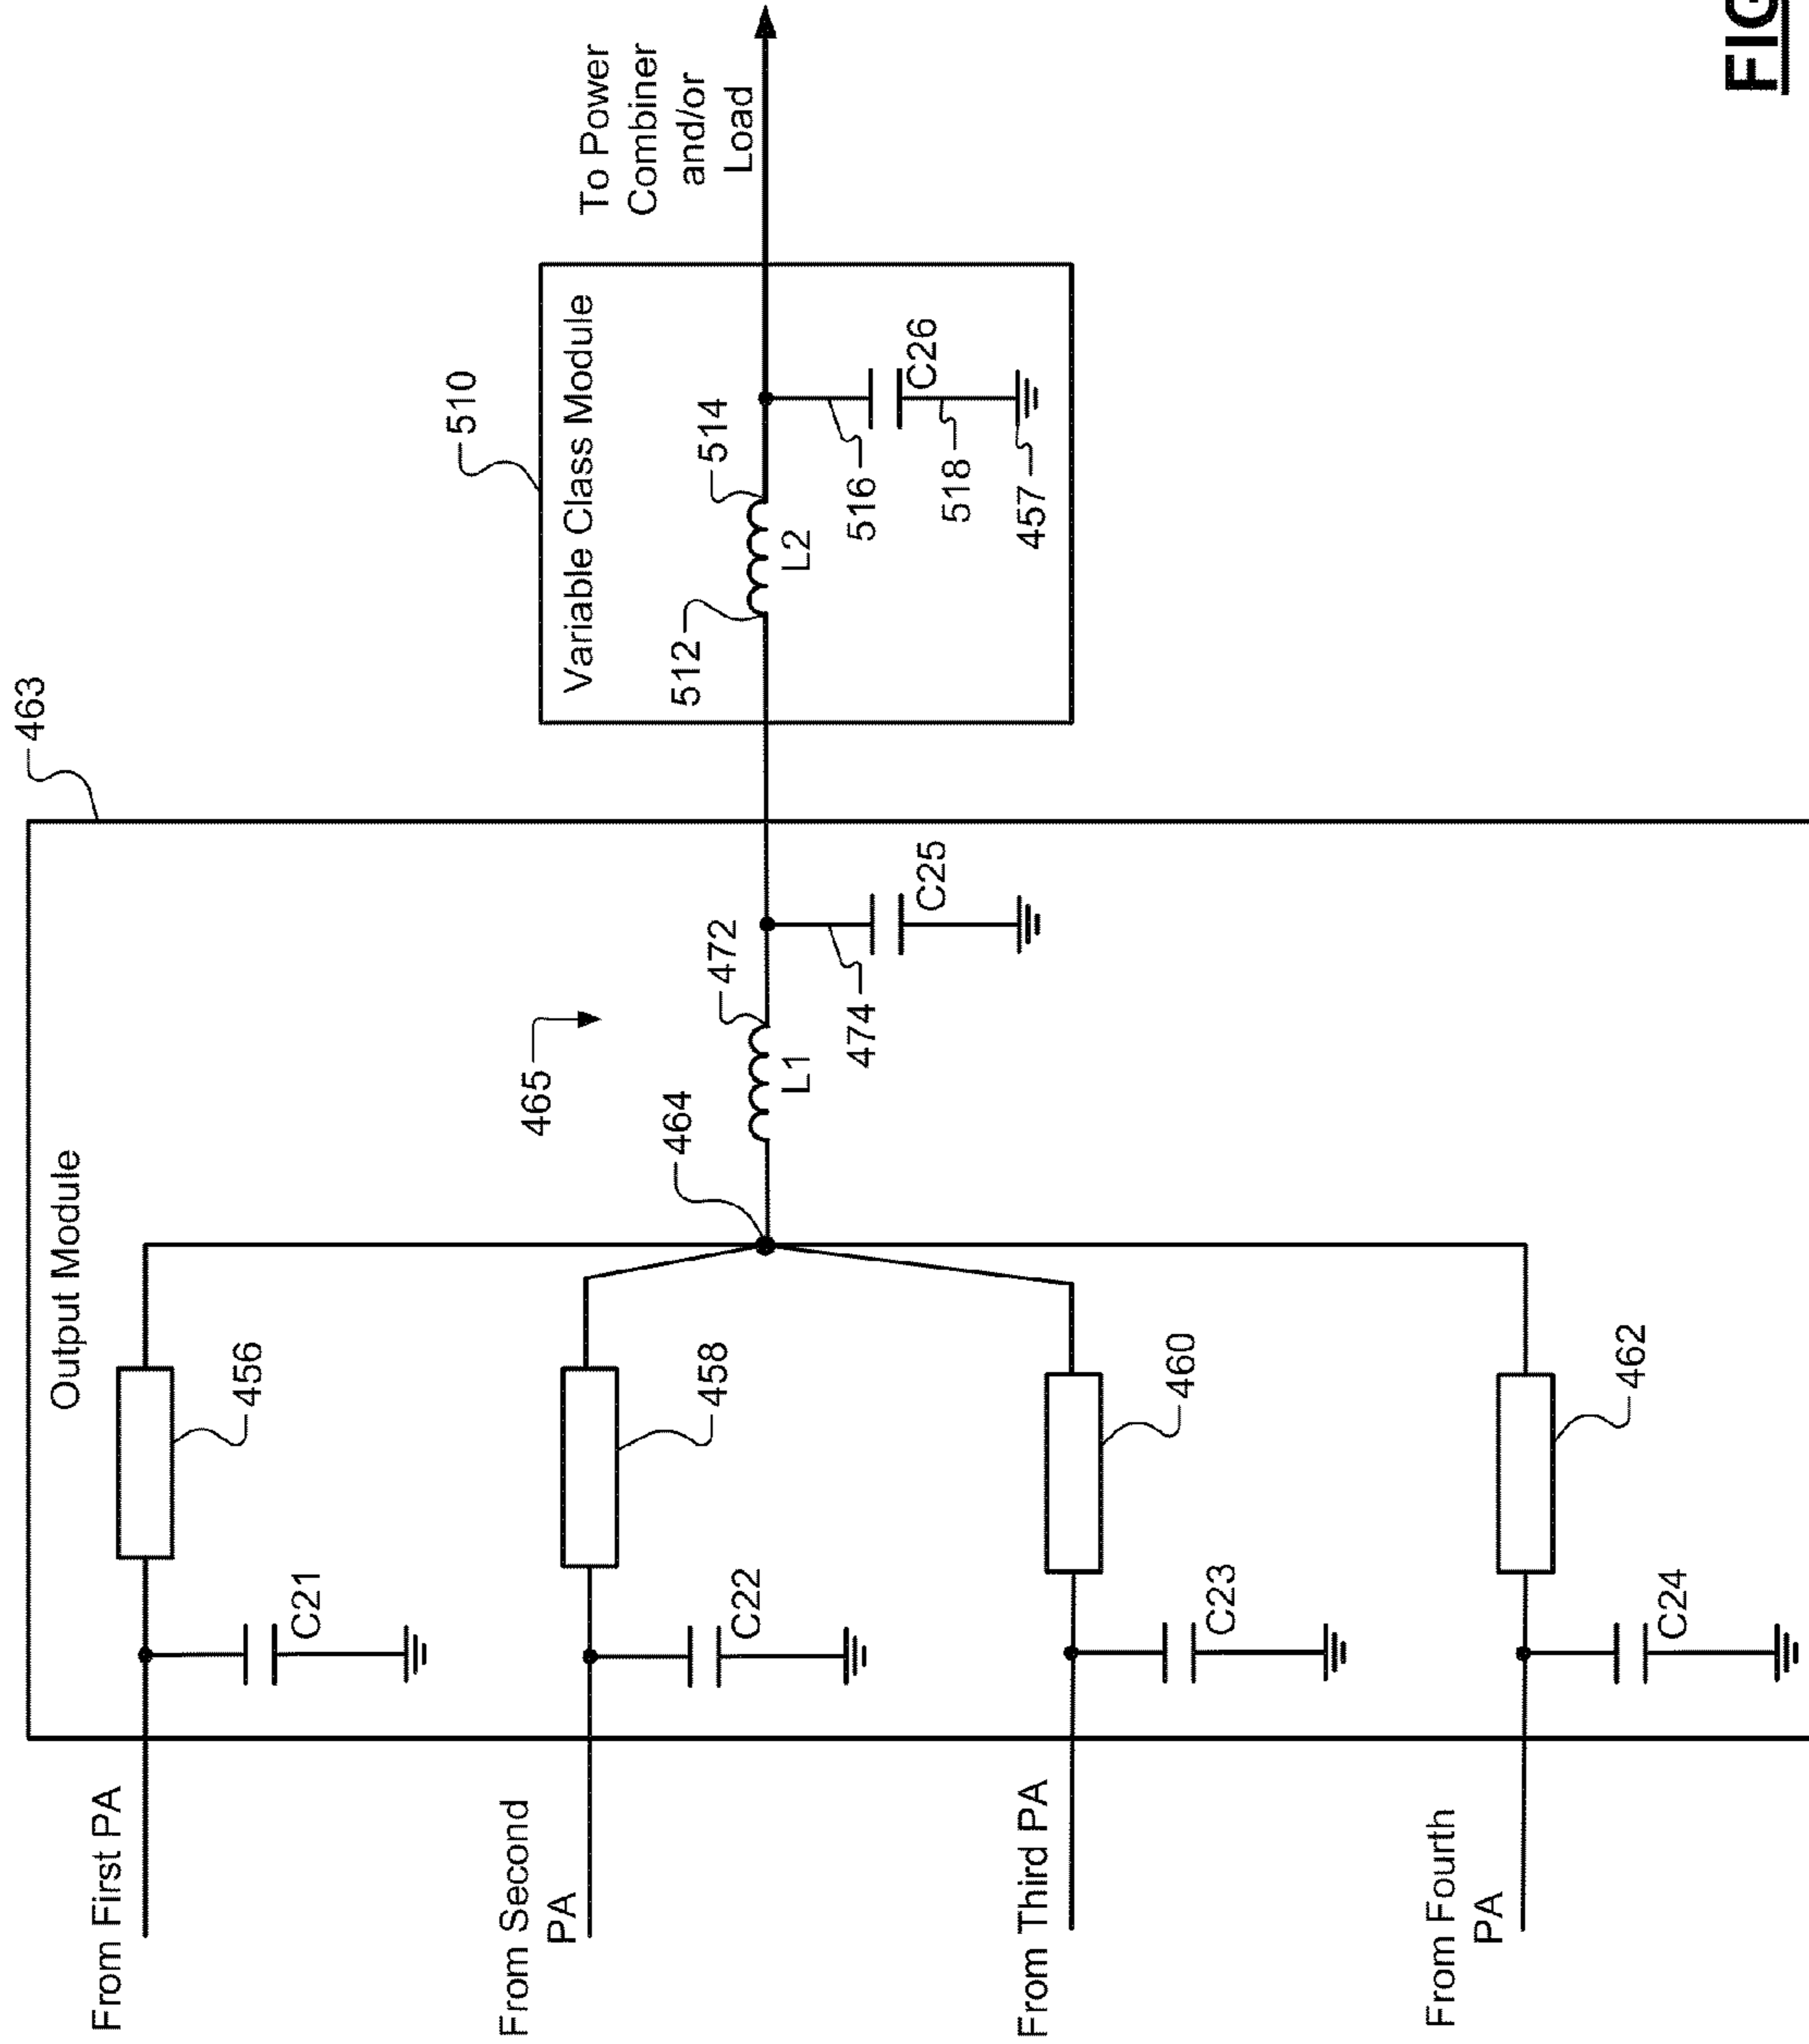 463
Output Module
From First PA
C21
456
From Second
PA
C22
458
From Third PA
C23
460
From Fourth
PA
C24
462
464
465
L1
472
474
C25
510
Variable Class Module
512
L2
514
516
C26
518
457
To Power
Combiner
and/or
Load